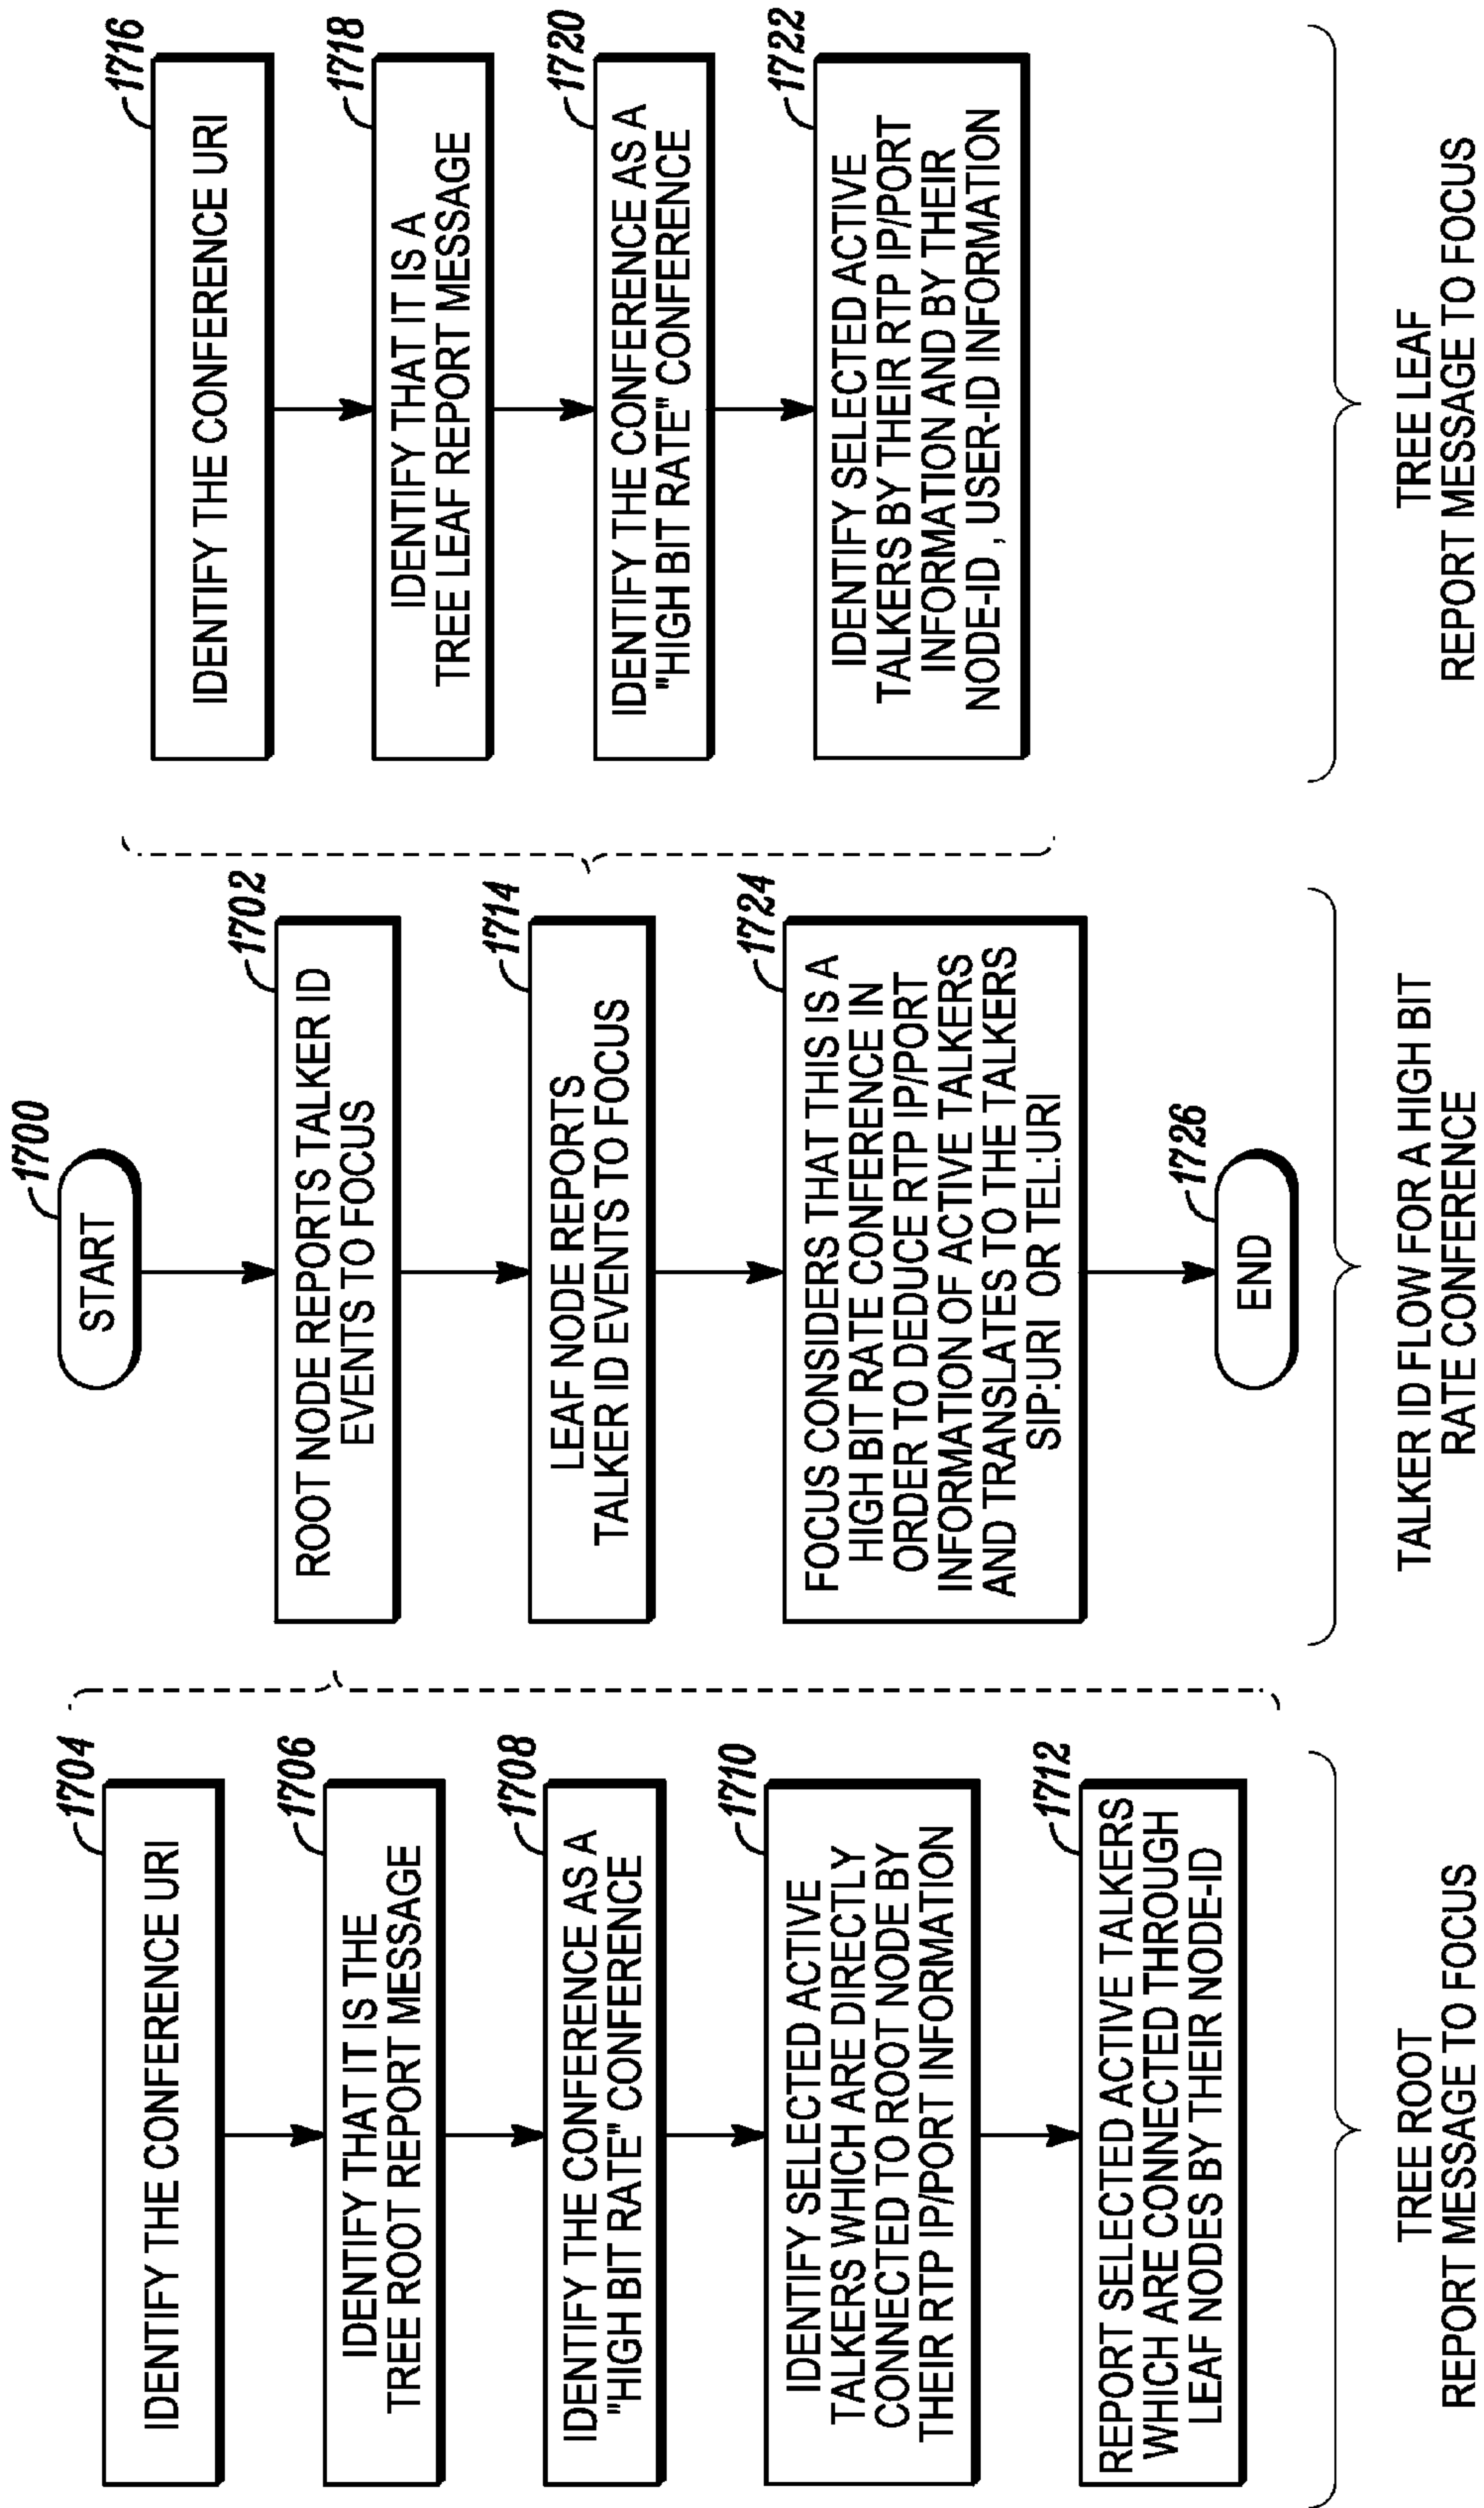 1704
IDENTIFY THE CONFERENCE URI
1706
IDENTIFY THAT IT IS THE
TREE ROOT REPORT MESSAGE
1708
IDENTIFY THE CONFERENCE AS A
"HIGH BIT RATE" CONFERENCE
1710
IDENTIFY SELECTED ACTIVE
TALKERS WHICH ARE DIRECTLY
CONNECTED TO ROOT NODE BY
THEIR RTP IP/PORT INFORMATION
1712
REPORT SELECTED ACTIVE TALKERS
WHICH ARE CONNECTED THROUGH
LEAF NODES BY THEIR NODE-ID
TREE ROOT
REPORT MESSAGE TO FOCUS
1700
START
1702
ROOT NODE REPORTS TALKER ID
EVENTS TO FOCUS
1714
LEAF NODE REPORTS
TALKER ID EVENTS TO FOCUS
1724
FOCUS CONSIDERS THAT THIS IS A
HIGH BIT RATE CONFERENCE IN
ORDER TO DEDUCE RTP IP/PORT
INFORMATION OF ACTIVE TALKERS
AND TRANSLATES TO THE TALKERS
SIP:URI OR TEL:URI
1726
END
TALKER ID FLOW FOR A HIGH BIT
RATE CONFERENCE
1716
IDENTIFY THE CONFERENCE URI
1718
IDENTIFY THAT IT IS A
TREE LEAF REPORT MESSAGE
1720
IDENTIFY THE CONFERENCE AS A
"HIGH BIT RATE" CONFERENCE
1722
IDENTIFY SELECTED ACTIVE
TALKERS BY THEIR RTP IP/PORT
INFORMATION AND BY THEIR
NODE-ID, USER-ID INFORMATION
TREE LEAF
REPORT MESSAGE TO FOCUS